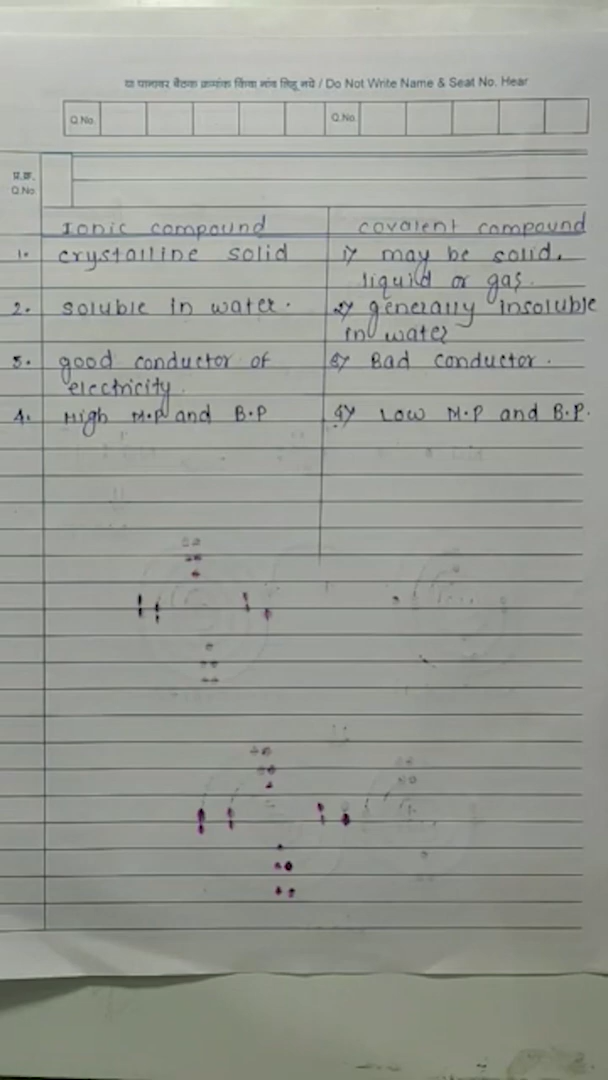 या पानावर बैठक क्रमांक किंवा नांव लिहू नये / Do Not Write Name & Seat No. Hear
Q.No. Q.No.
प्र.क्र.
Q.No.
Ionic compound covalent compound
1. crystalline solid 1) may be solid,
liquid or gas.
2. soluble in water. 2) generally insoluble
in water
3. good conductor of 3) Bad conductor.
electricity.
4. High M.P and B.P 4) Low M.P and B.P.